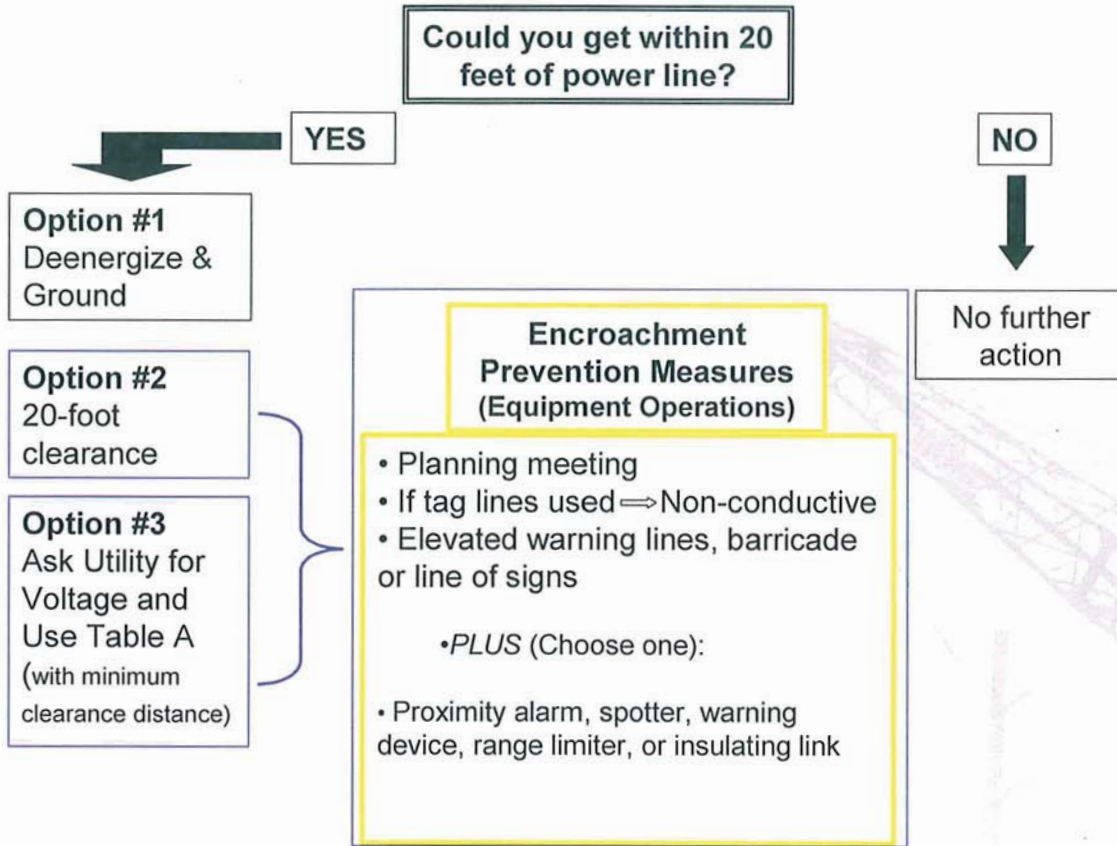 Could you get within 20
feet of power line?
YES
NO
Option #1
Deenergize &
Ground
Option #2
20-foot
clearance
Option #3
Ask Utility for
Voltage and
Use Table A
(with minimum
clearance distance)
Encroachment
Prevention Measures
(Equipment Operations)
• Planning meeting
• If tag lines used ⇒ Non-conductive
• Elevated warning lines, barricade
or line of signs
•PLUS (Choose one):
• Proximity alarm, spotter, warning
device, range limiter, or insulating link
No further
action